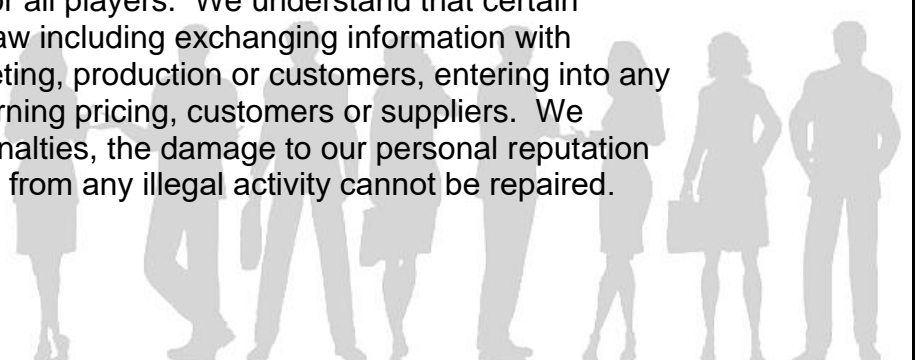 or all players. We understand that certain
aw including exchanging information with
eting, production or customers, entering into any
rning pricing, customers or suppliers. We
nalties, the damage to our personal reputation
from any illegal activity cannot be repaired.